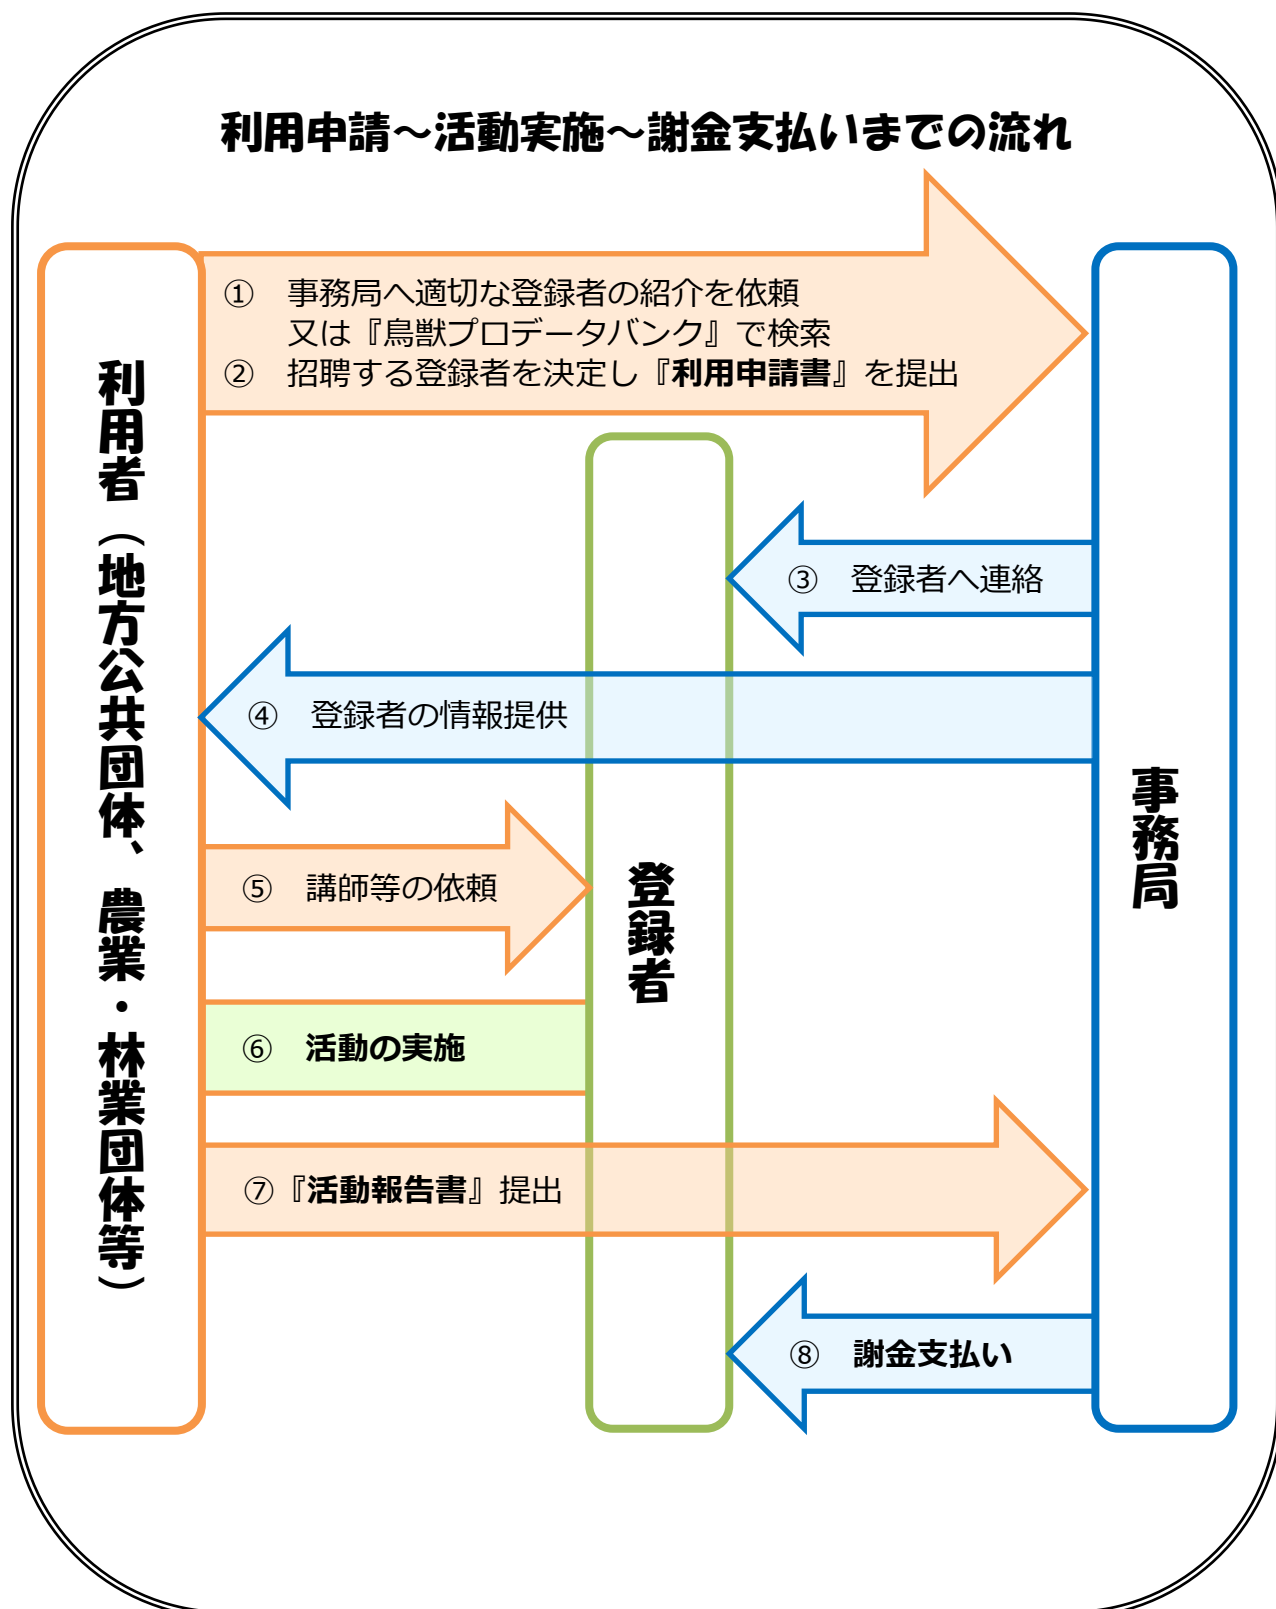 利用申請～活動実施～謝金支払いまでの流れ
① 事務局へ適切な登録者の紹介を依頼
又は『鳥獣プロデータバンク』で検索
② 招聘する登録者を決定し『利用申請書』を提出
利用者（地方公共団体、農業・林業団体等）
③ 登録者へ連絡
④ 登録者の情報提供
事務局
⑤ 講師等の依頼
登録者
⑥ 活動の実施
⑦『活動報告書』提出
⑧ 謝金支払い